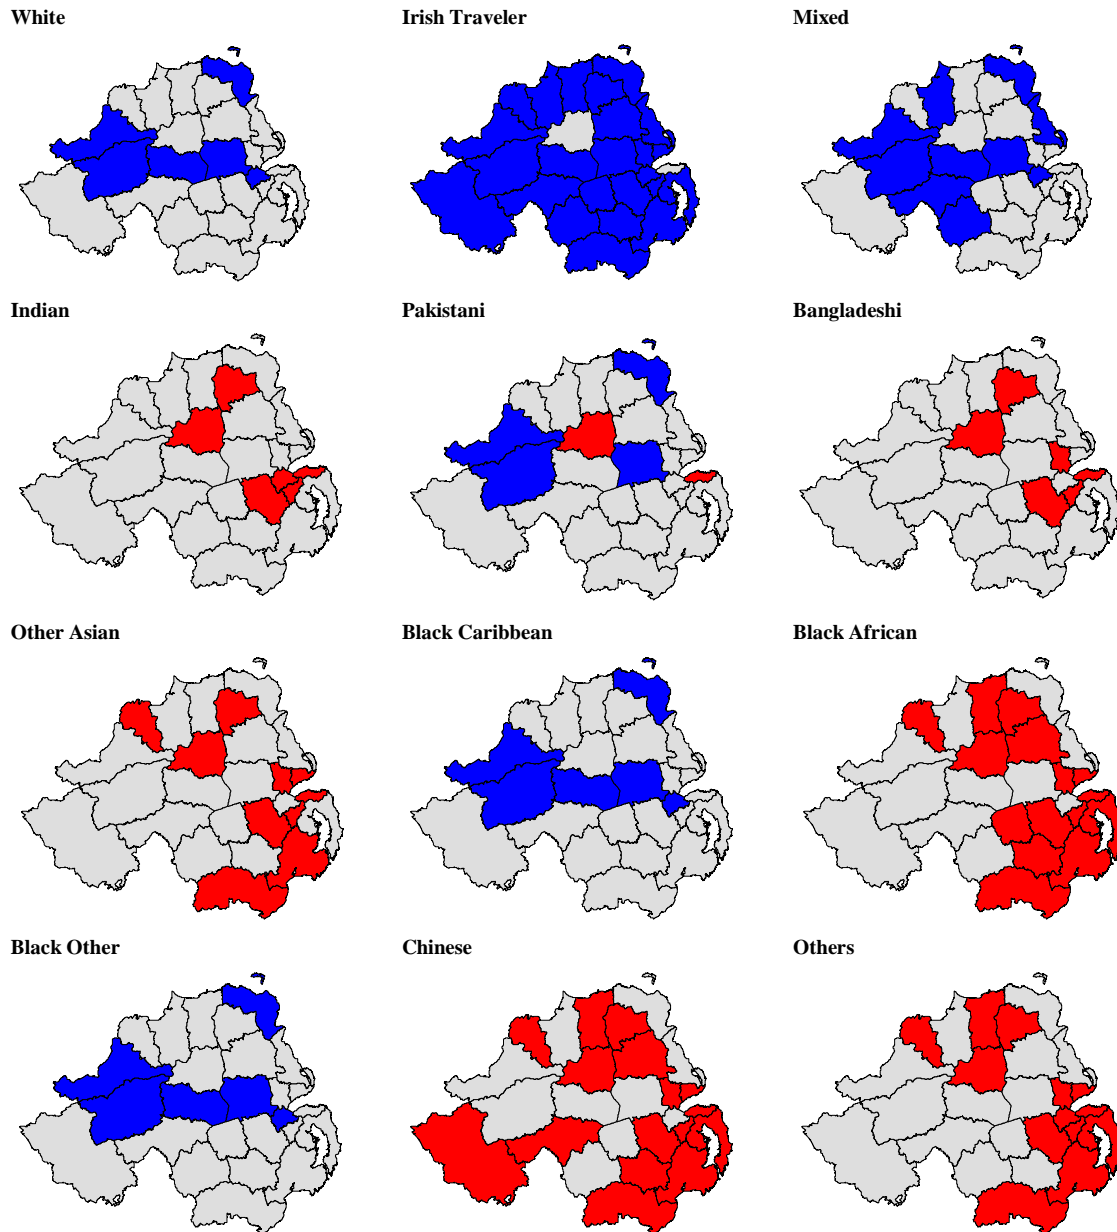 White
Irish Traveler
Mixed
Indian
Pakistani
Bangladeshi
Other Asian
Black Caribbean
Black African
Black Other
Chinese
Others